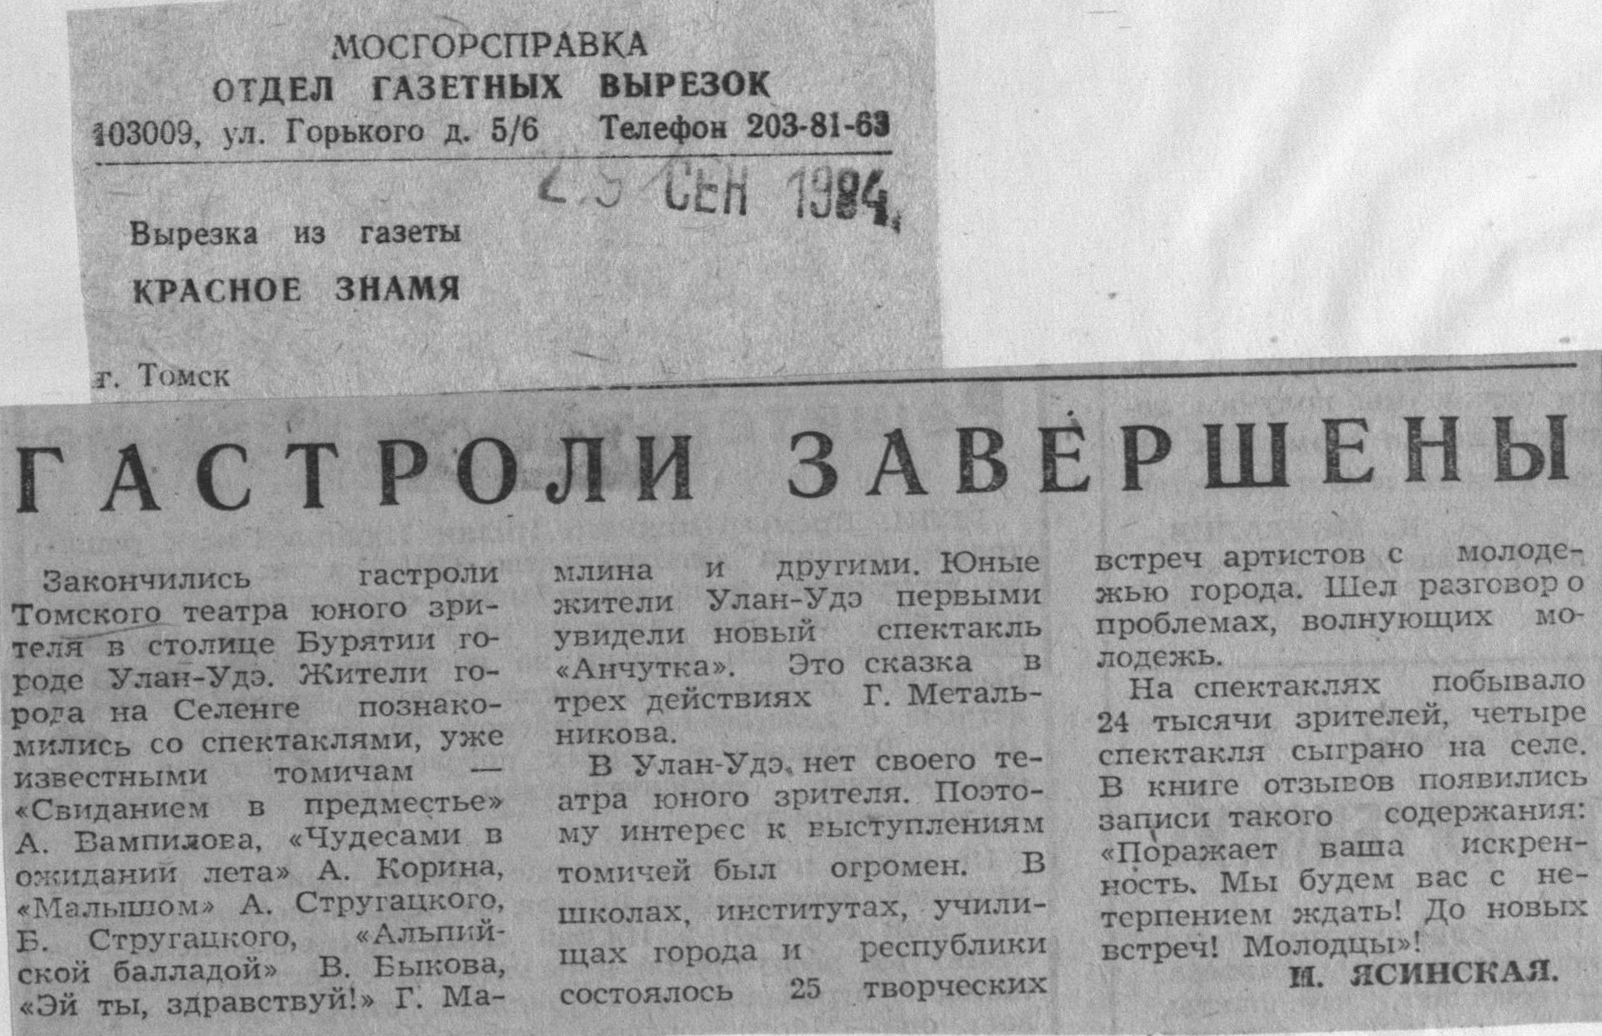 МОСГОРСПРАВКА
ОТДЕЛ ГАЗЕТНЫХ ВЫРЕЗОК
103009, ул. Горького д. 5/6 Телефон 203-81-63
СЕН 1984
Вырезка из газеты
КРАСНОЕ ЗНАМЯ
г. Томск
ГАСТРОЛИ ЗАВЕРШЕНЫ
Закончились гастроли
Томского театра юного зри-
теля в столице Бурятии го-
роде Улан-Удэ. Жители го-
рода на Селенге познако-
мились со спектаклями, уже
известными томичам —
«Свиданием в предместье»
А. Вампилова, «Чудесами в
ожидании лета» А. Корина,
«Малышом» А. Стругацкого,
Б. Стругацкого, «Альпий-
ской балладой» В. Быкова,
«Эй ты, здравствуй!» Г. Ма-
млина и другими. Юные
жители Улан-Удэ первыми
увидели новый спектакль
«Анчутка». Это сказка в
трех действиях Г. Металь-
никова.
В Улан-Удэ нет своего те-
атра юного зрителя. Поэто-
му интерес к выступлениям
томичей был огромен. В
школах, институтах, учили-
щах города и республики
состоялось 25 творческих
встреч артистов с молоде-
жью города. Шел разговор о
проблемах, волнующих мо-
лодежь.
На спектаклях побывало
24 тысячи зрителей, четыре
спектакля сыграно на селе.
В книге отзывов появились
записи такого содержания:
«Поражает ваша искрен-
ность. Мы будем вас с не-
терпением ждать! До новых
встреч! Молодцы»!
И. ЯСИНСКАЯ.